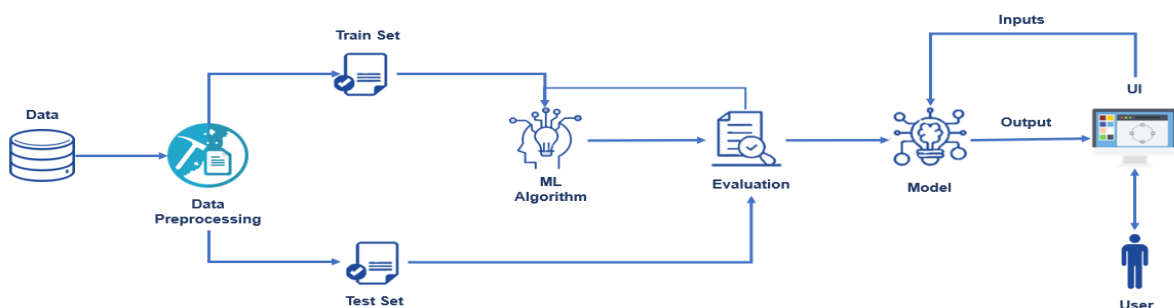 Inputs
Train Set
UI
Data
Output
ML
Algorithm
Evaluation
Model
Data
Preprocessing
Test Set
User